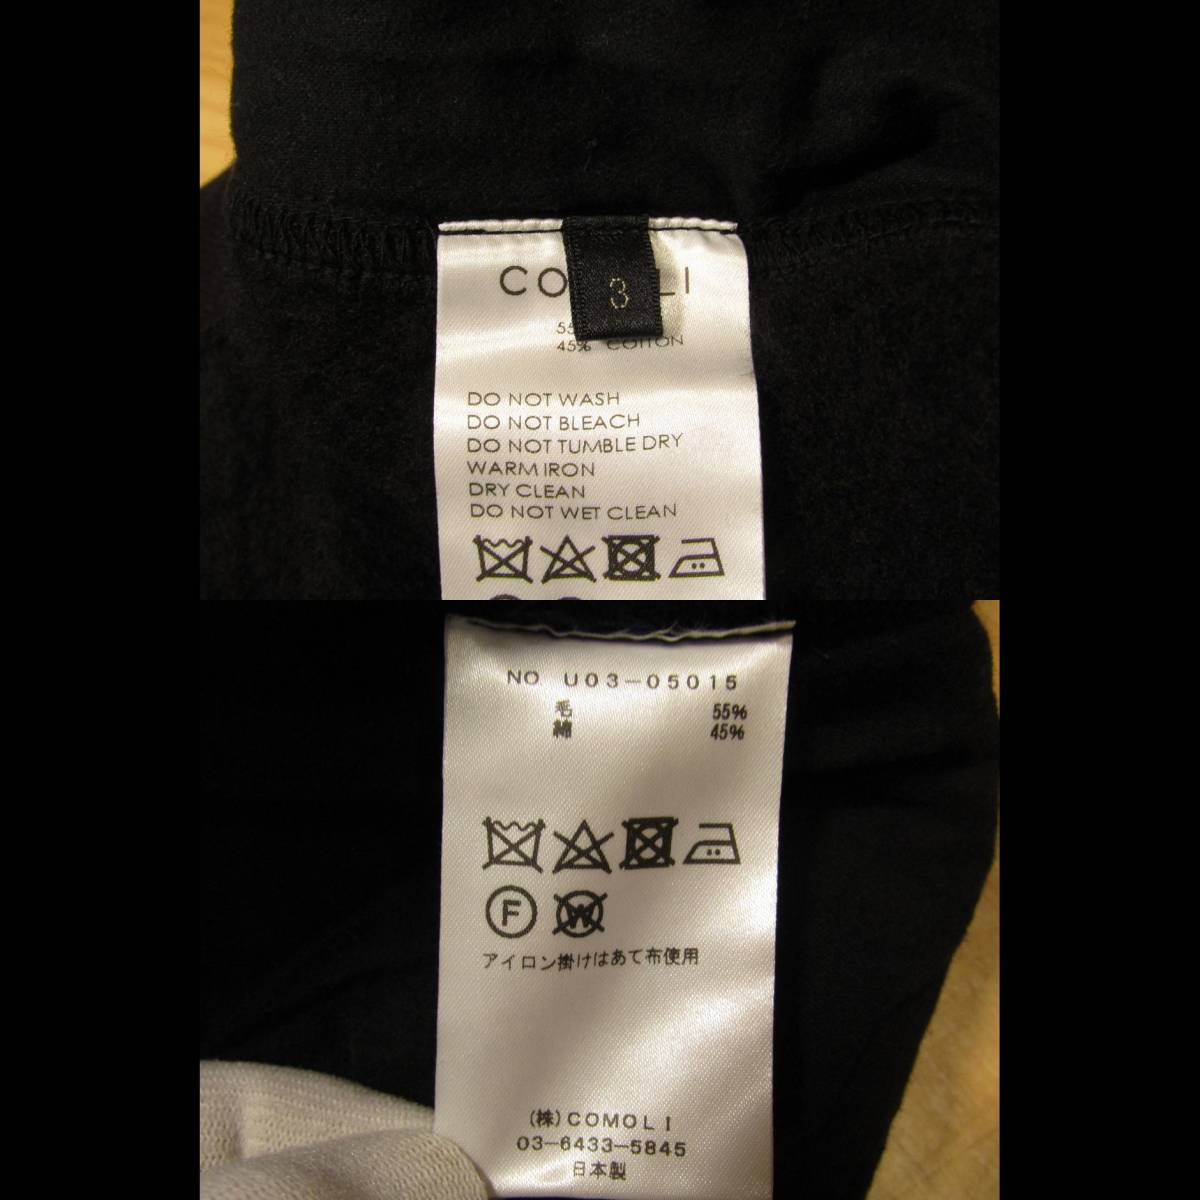 3
45% COTTON
DO NOT WASH
DO NOT BLEACH
DO NOT TUMBLE DRY
WARM IRON
DRY CLEAN
DO NOT WET CLEAN
NO U03-05015
毛 55%
綿 45%
F W
アイロン掛けはあて布使用
(株)COMOLI
03-6433-5845
日本製